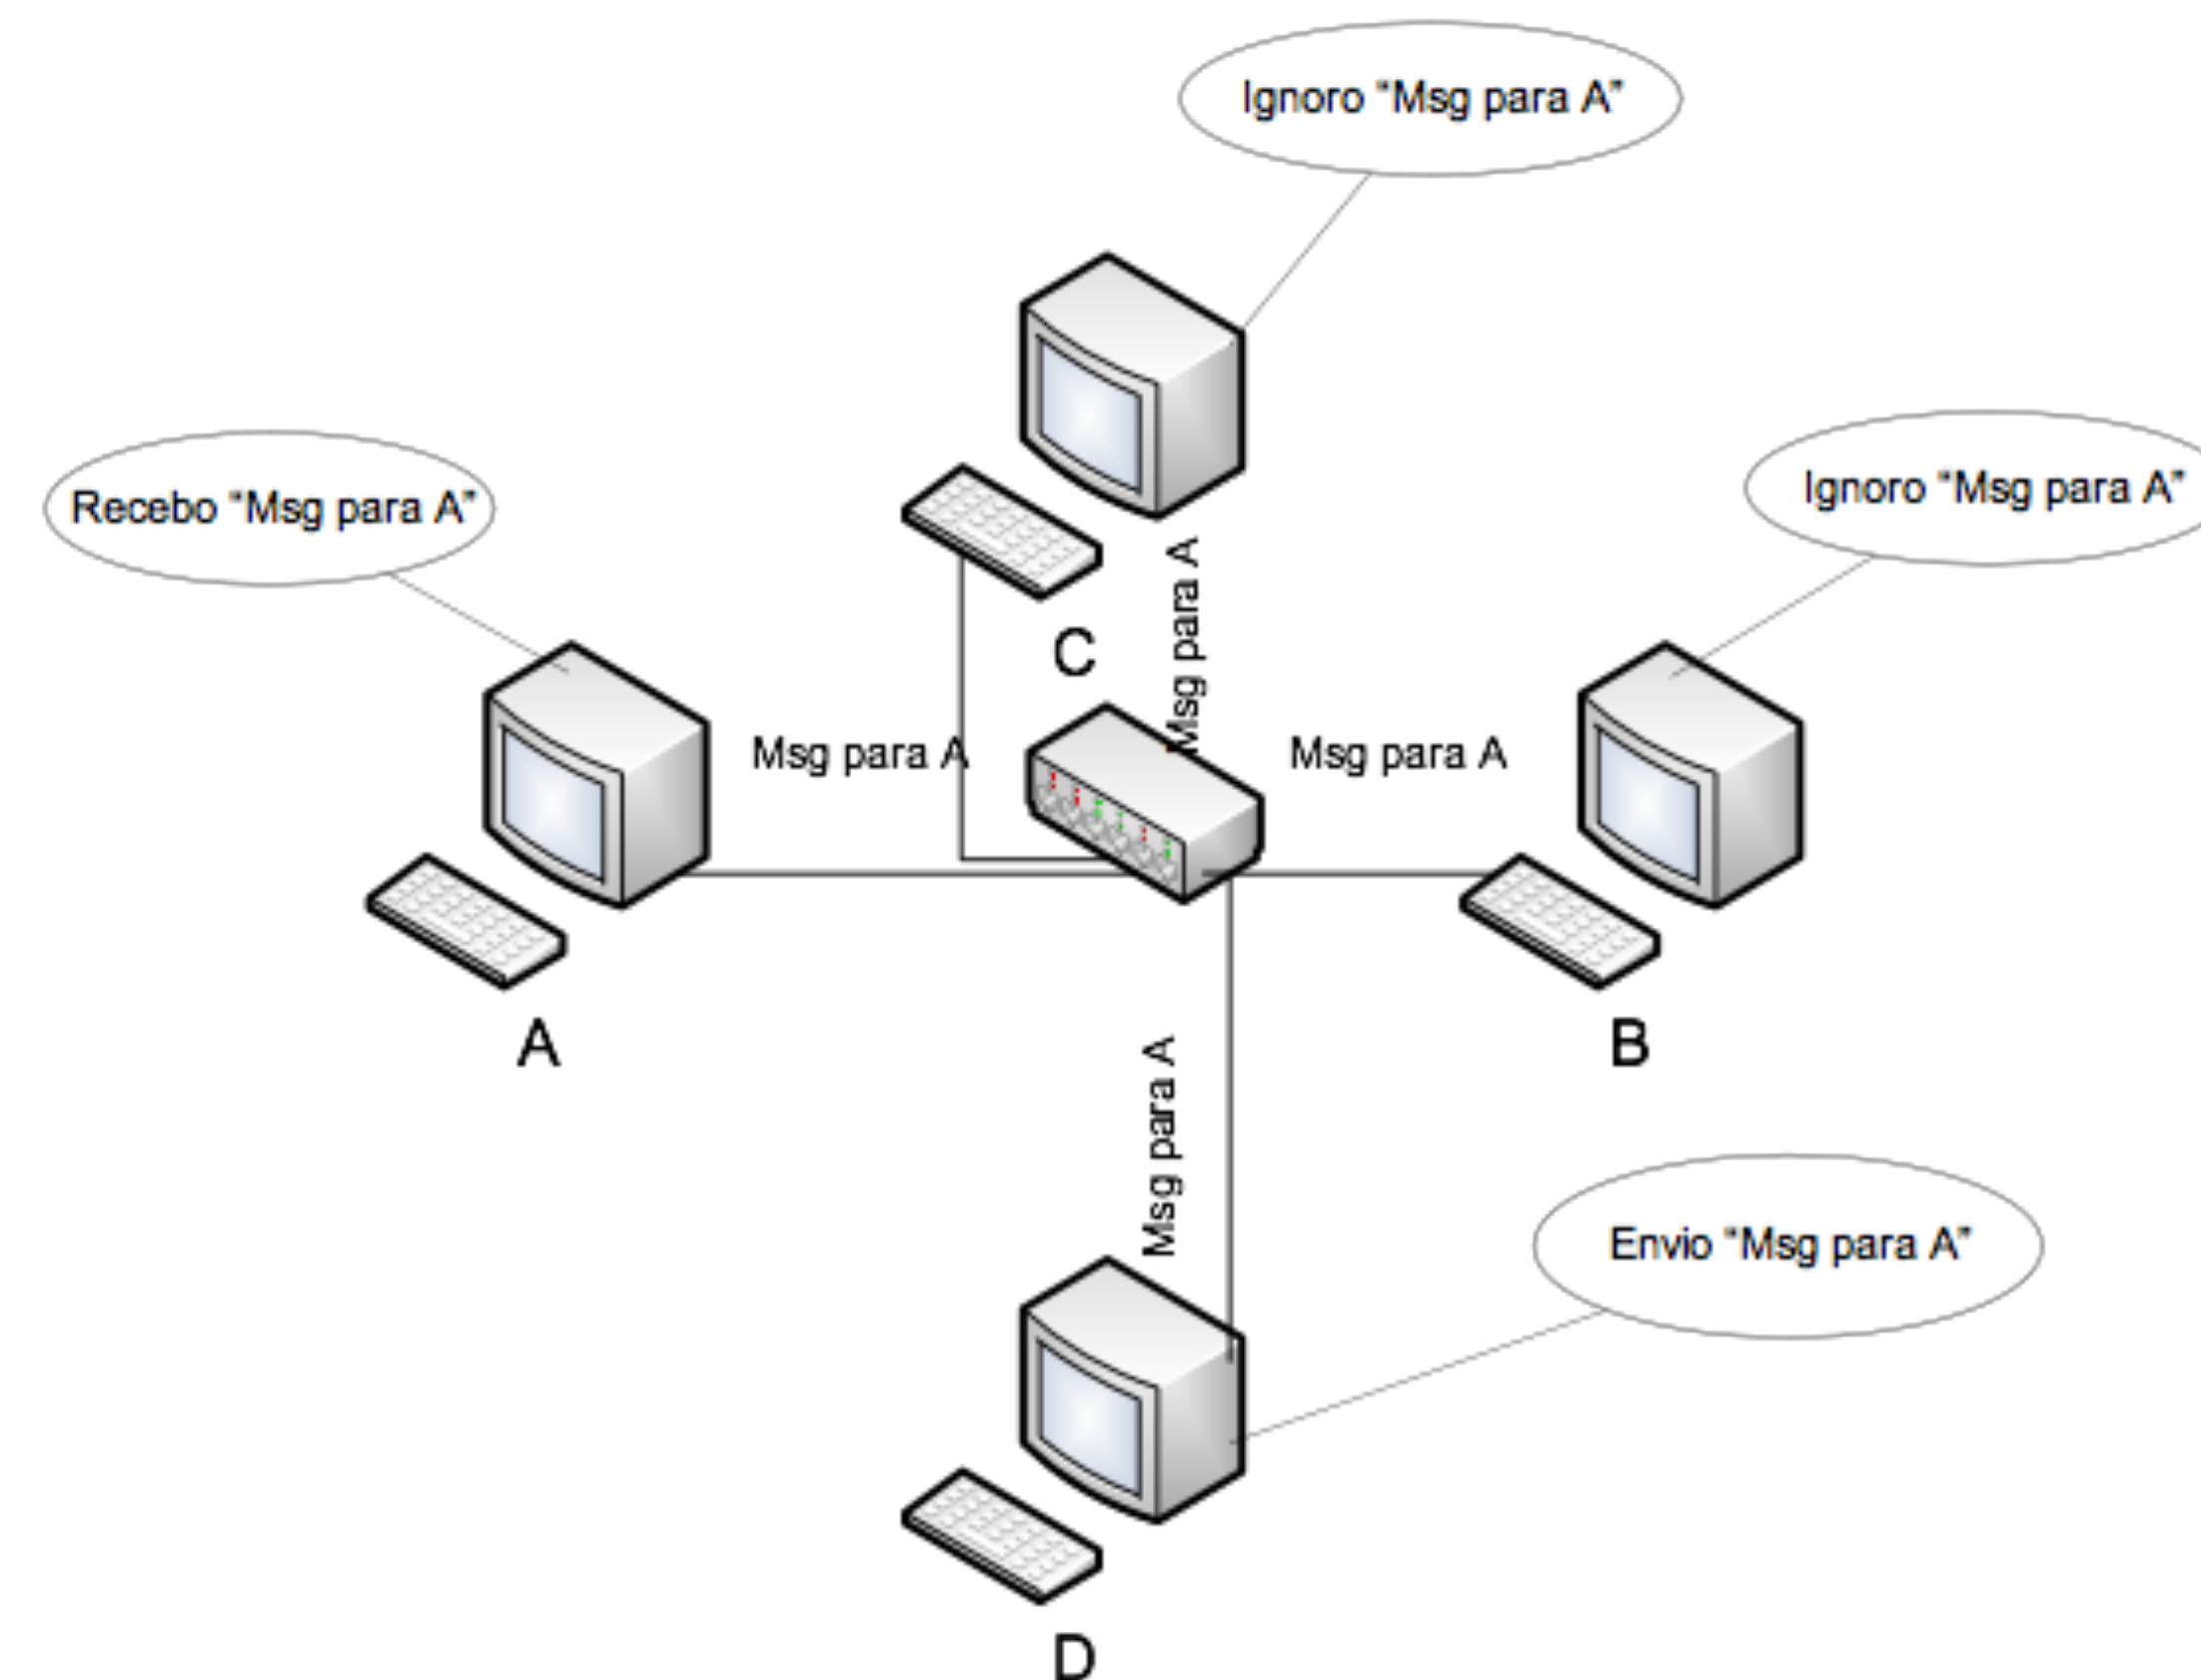 Ignoro “Msg para A”
Ignoro “Msg para A”
Recebo “Msg para A”
Msg para A
C
Msg para A
Msg para A
A
B
Msg para A
Envio “Msg para A”
D